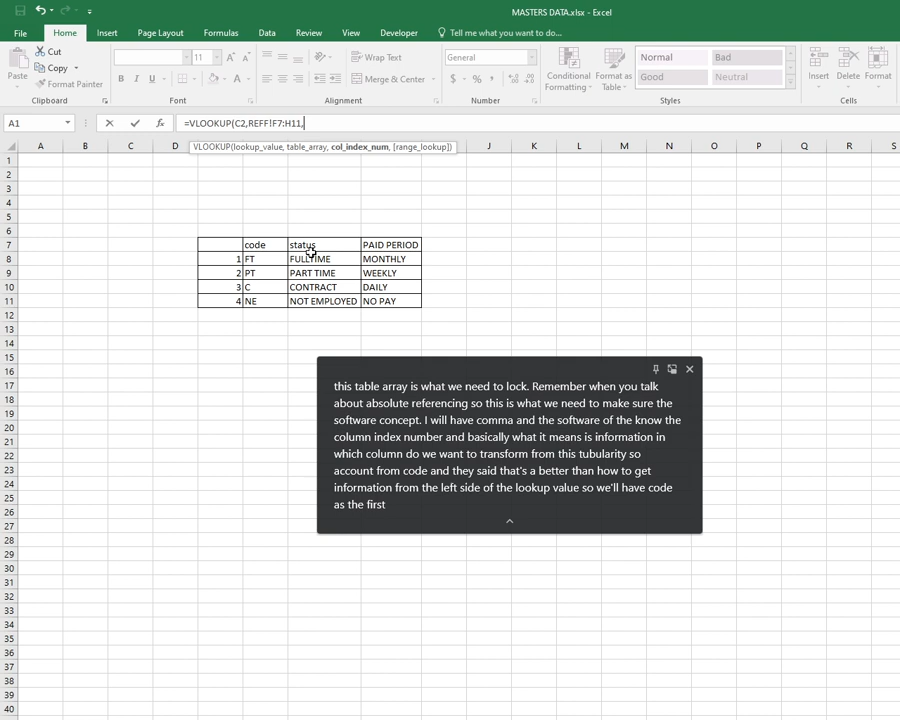 MASTERS DATA.xlsx - Excel
File Home Insert Page Layout Formulas Data Review View Developer Tell me what you want to do...
Cut
Copy
Format Painter
Paste
Clipboard
11
B I U
Font
Wrap Text
Merge & Center
Alignment
General
$ % ,
Number
Conditional Formatting
Format as Table
Normal Bad
Good Neutral
Styles
Insert Delete Format
Cells
A1 =VLOOKUP(C2,REFF!F7:H11,
VLOOKUP(lookup_value, table_array, col_index_num, [range_lookup])
A B C D J K L M N O P Q R S
1
2
3
4
5
6
7 code status PAID PERIOD
8 1 FT FULLTIME MONTHLY
9 2 PT PART TIME WEEKLY
10 3 C CONTRACT DAILY
11 4 NE NOT EMPLOYED NO PAY
12
13
14
15
16
17
18
19
20
21
22
23
24
25
26
27
28
29
30
31
32
33
34
35
36
37
38
39
40
this table array is what we need to lock. Remember when you talk
about absolute referencing so this is what we need to make sure the
software concept. I will have comma and the software of the know the
column index number and basically what it means is information in
which column do we want to transform from this tubularity so
account from code and they said that's a better than how to get
information from the left side of the lookup value so we'll have code
as the first